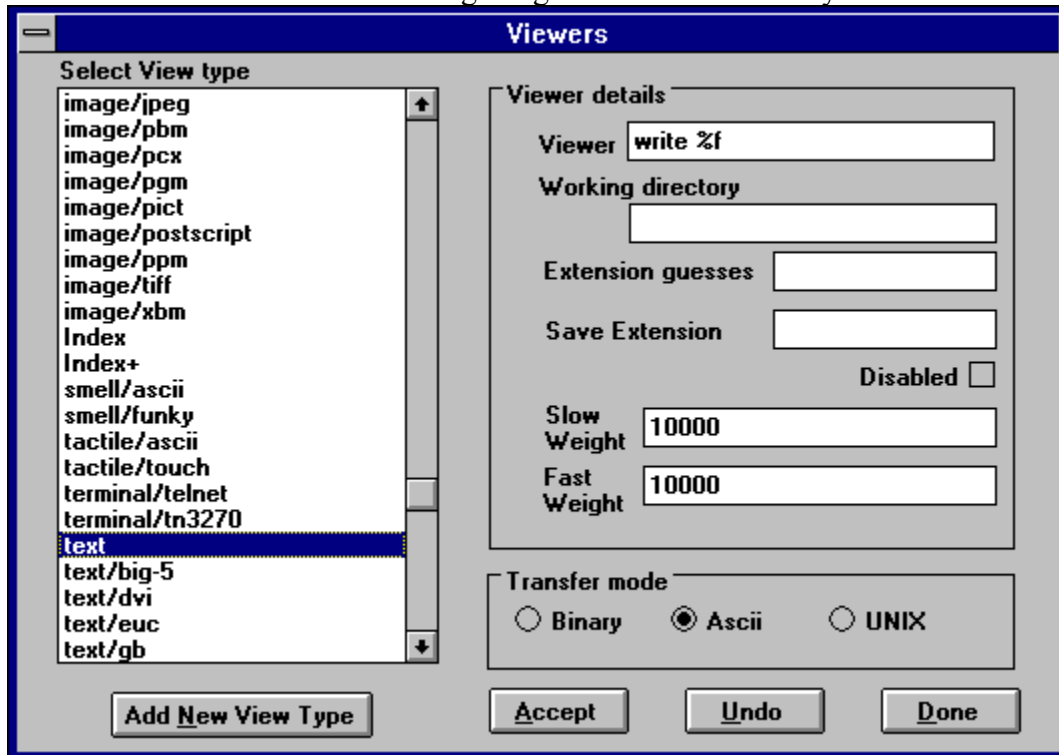 Viewers
Select View type
image/jpeg
image/pbm
image/pcx
image/pgm
image/pict
image/postscript
image/ppm
image/tiff
image/xbm
Index
Index+
smell/ascii
smell/funky
tactile/ascii
tactile/touch
terminal/telnet
terminal/tn3270
text
text/big-5
text/dvi
text/euc
text/gb
Add New View Type
Viewer details
Viewer write %f
Working directory
Extension guesses
Save Extension
Disabled
Slow
Weight 10000
Fast
Weight 10000
Transfer mode
Binary Ascii UNIX
Accept Undo Done